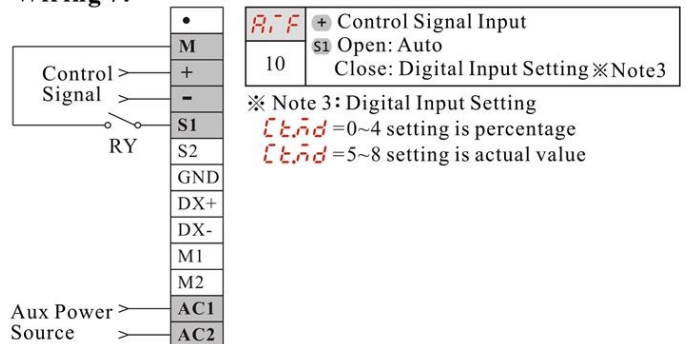 •
M
Control
+
Signal
-
S1
RY
S2
GND
DX+
DX-
M1
M2
Aux Power
AC1
Source
AC2
+ Control Signal Input
S1 Open: Auto
10
Close: Digital Input Setting ※Note3
※ Note 3: Digital Input Setting
=0~4 setting is percentage
=5~8 setting is actual value